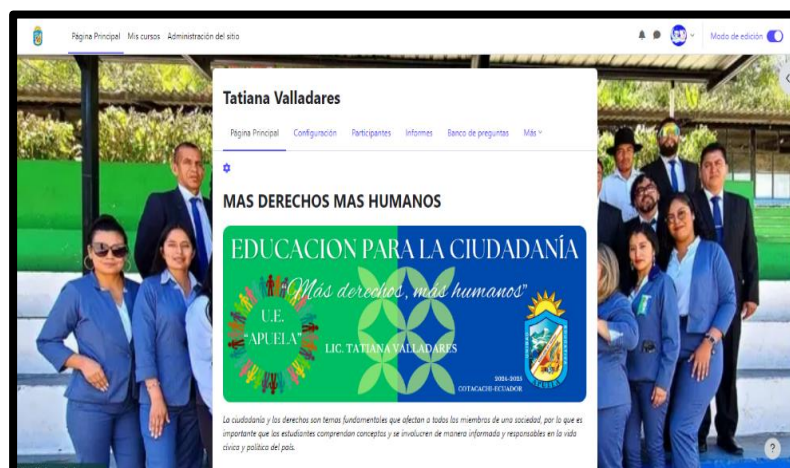 Página Principal Mis cursos Administración del sitio
Modo de edición
Tatiana Valladares
Página Principal Configuración Participantes Informes Banco de preguntas Más
MAS DERECHOS MAS HUMANOS
EDUCACION PARA LA CIUDADANÍA
"Más derechos, más humanos"
U.E.
"APUELA"
LIC. TATIANA VALLADARES
2024-2025
COTACACHI-ECUADOR
APUELA
La ciudadanía y los derechos son temas fundamentales que afectan a todos los miembros de una sociedad, por lo que es
importante que los estudiantes comprendan conceptos y se involucren de manera informada y responsables en la vida
cívica y política del país.
?